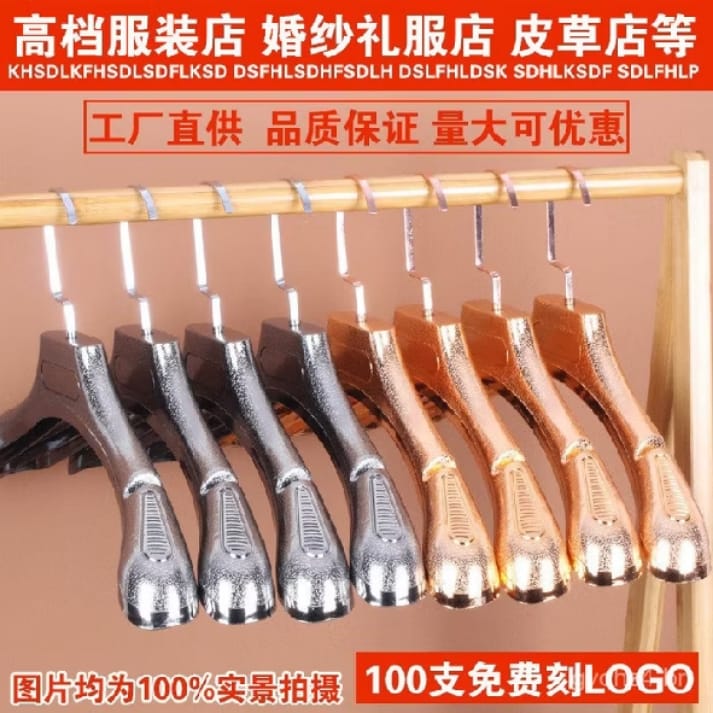 高档服装店 婚纱礼服店 皮草店等
KHSDLKFHSDLSDFLKSD DSFHLSDHFSDLH DSLFHLDSK SDHLKSDF SDLFHLP
工厂直供 品质保证 量大可优惠
图片均为100%实景拍摄
100支免费刻LOGO